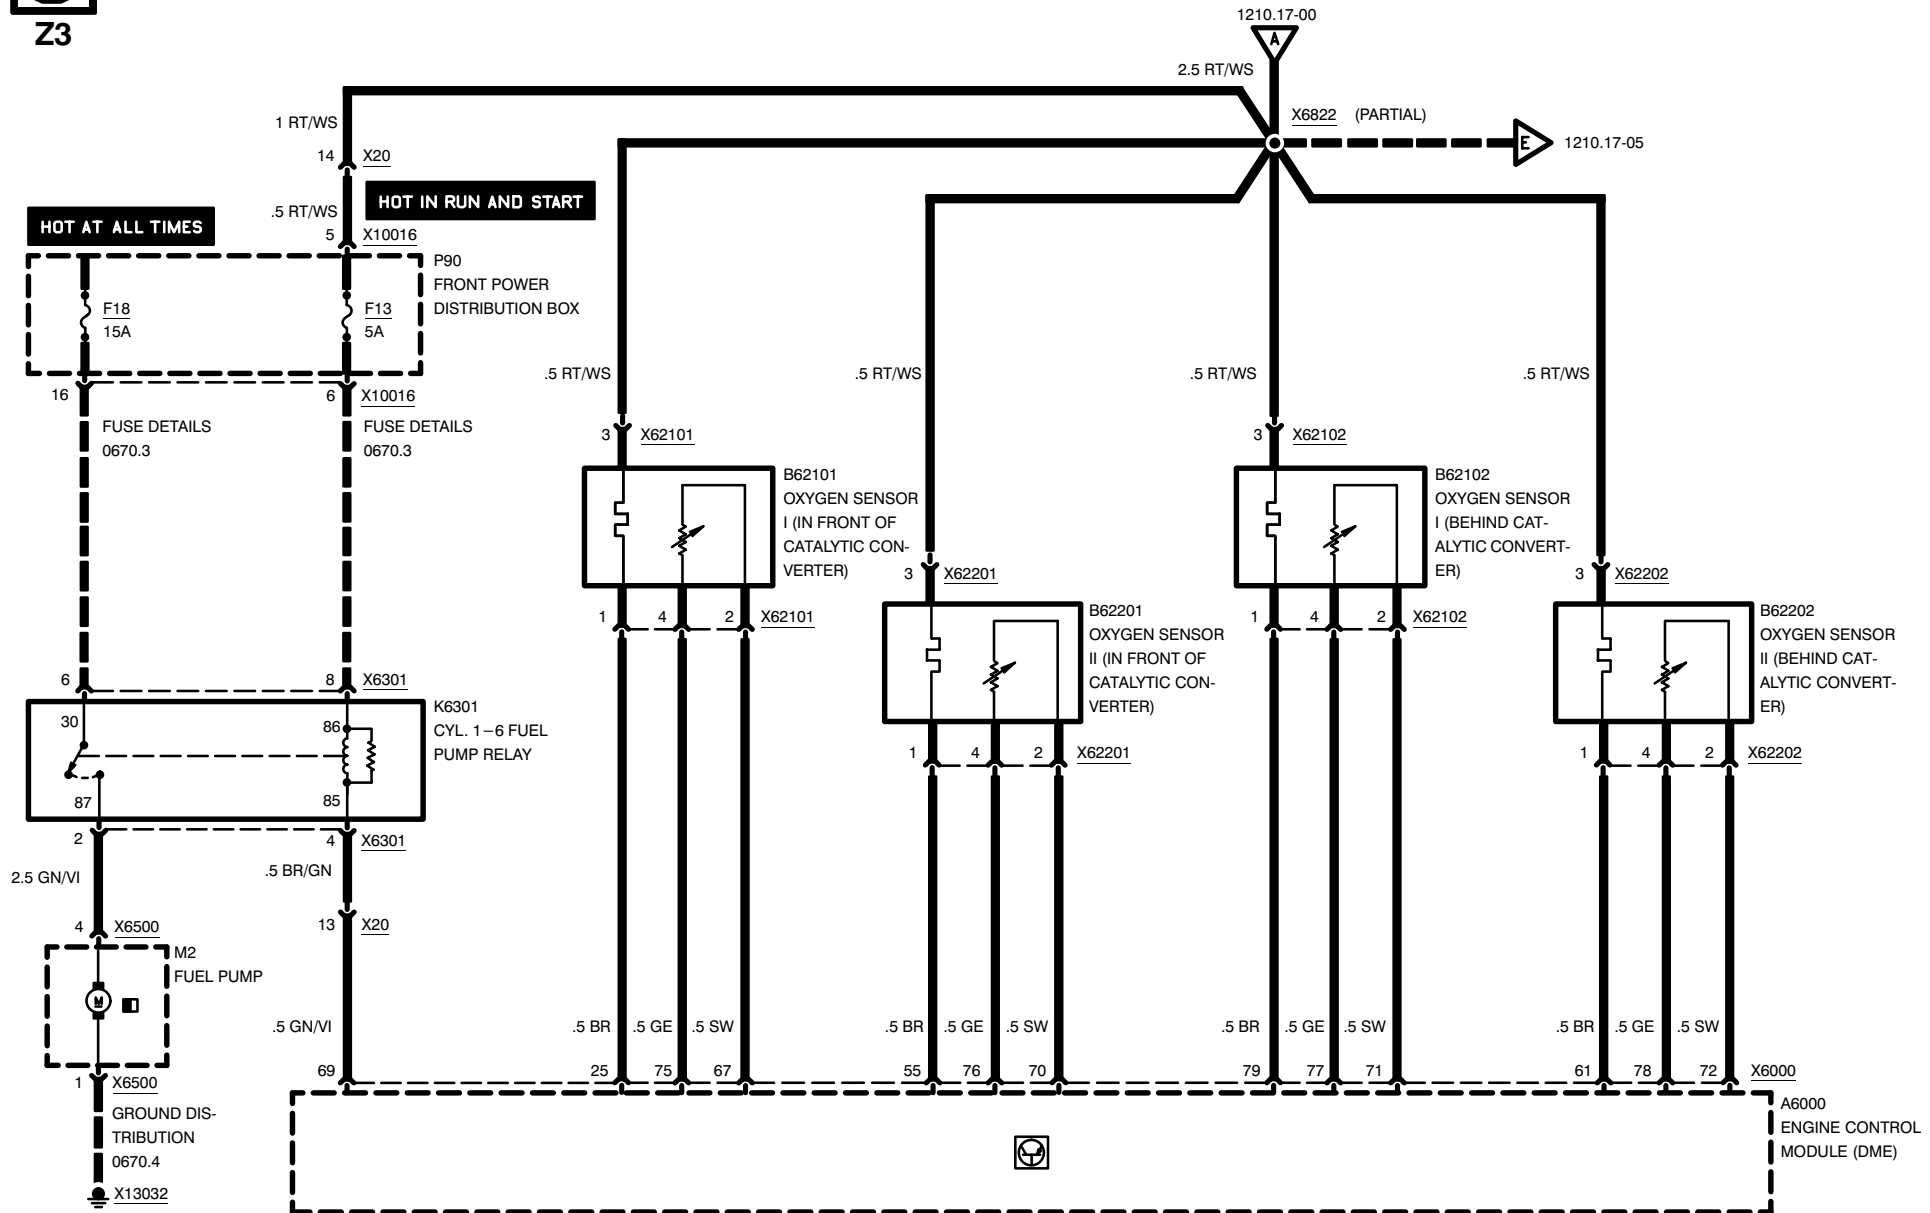 Z3
1210.17-00
A
2.5 RT/WS
X6822 (PARTIAL)
E 1210.17-05
1 RT/WS
14 X20
HOT IN RUN AND START
.5 RT/WS
HOT AT ALL TIMES
5 X10016
P90
FRONT POWER
DISTRIBUTION BOX
F18
15A
F13
5A
16
6 X10016
FUSE DETAILS
0670.3
FUSE DETAILS
0670.3
.5 RT/WS
.5 RT/WS
.5 RT/WS
.5 RT/WS
3 X62101
B62101
OXYGEN SENSOR
I (IN FRONT OF
CATALYTIC CON-
VERTER)
1 4 2 X62101
3 X62201
B62201
OXYGEN SENSOR
II (IN FRONT OF
CATALYTIC CON-
VERTER)
1 4 2 X62201
3 X62102
B62102
OXYGEN SENSOR
I (BEHIND CAT-
ALYTIC CONVERT-
ER)
1 4 2 X62102
3 X62202
B62202
OXYGEN SENSOR
II (BEHIND CAT-
ALYTIC CONVERT-
ER)
1 4 2 X62202
6 8 X6301
K6301
CYL. 1–6 FUEL
PUMP RELAY
30
86
87
85
2 4 X6301
2.5 GN/VI
.5 BR/GN
4 X6500
13 X20
M2
FUEL PUMP
M
.5 GN/VI
.5 BR .5 GE .5 SW
.5 BR .5 GE .5 SW
.5 BR .5 GE .5 SW
.5 BR .5 GE .5 SW
1 X6500
69 25 75 67 55 76 70 79 77 71 61 78 72 X6000
GROUND DIS-
TRIBUTION
0670.4
X13032
A6000
ENGINE CONTROL
MODULE (DME)